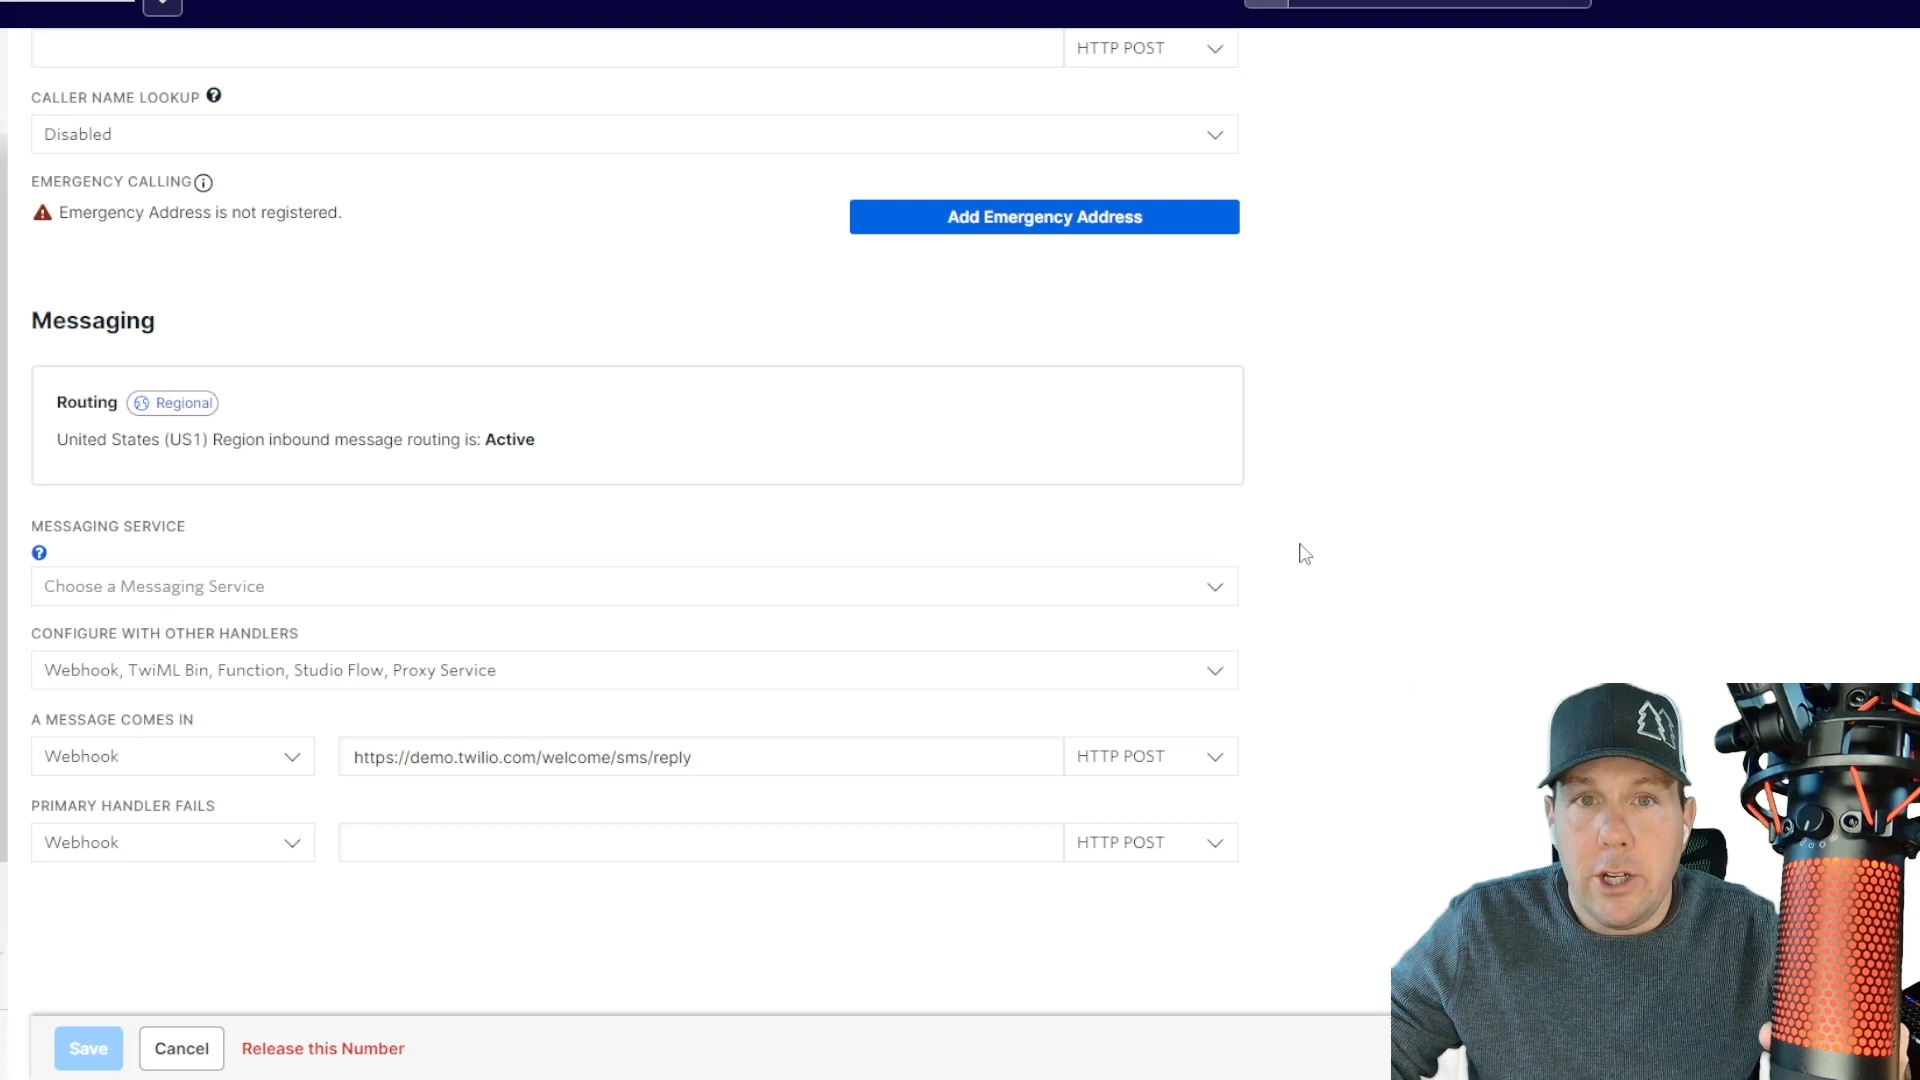 HTTP POST
CALLER NAME LOOKUP
Disabled
EMERGENCY CALLING
Emergency Address is not registered.
Add Emergency Address
Messaging
Routing Regional
United States (US1) Region inbound message routing is: Active
MESSAGING SERVICE
Choose a Messaging Service
CONFIGURE WITH OTHER HANDLERS
Webhook, TwiML Bin, Function, Studio Flow, Proxy Service
A MESSAGE COMES IN
Webhook https://demo.twilio.com/welcome/sms/reply HTTP POST
PRIMARY HANDLER FAILS
Webhook HTTP POST
Save Cancel Release this Number